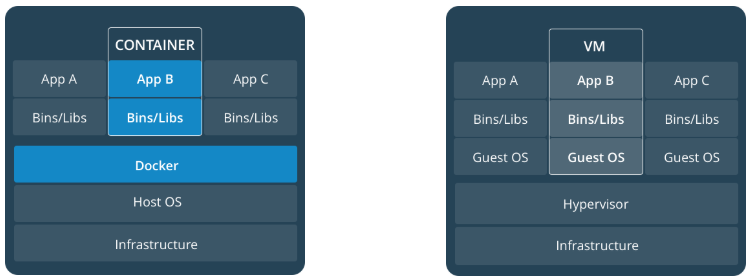 CONTAINER
App A App B App C
Bins/Libs Bins/Libs Bins/Libs
Docker
Host OS
Infrastructure
VM
App A App B App C
Bins/Libs Bins/Libs Bins/Libs
Guest OS Guest OS Guest OS
Hypervisor
Infrastructure